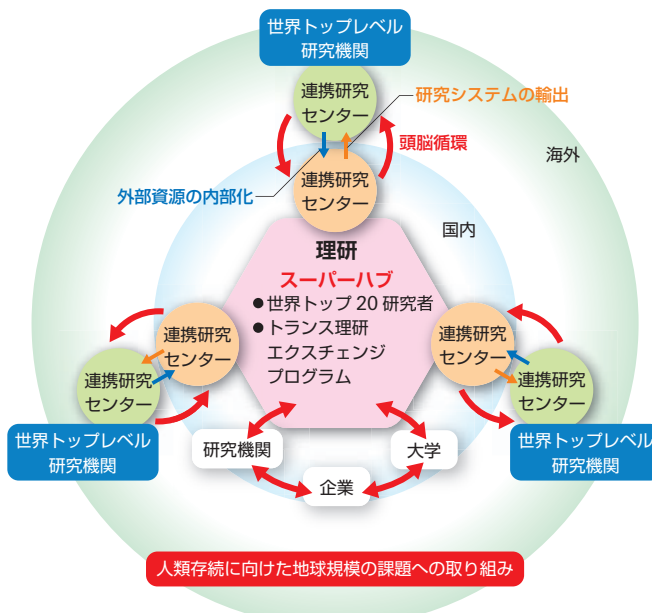 世界トップレベル
研究機関
連携研究
センター
研究システムの輸出
頭脳循環
海外
連携研究
センター
外部資源の内部化
国内
理研
スーパーハブ
●世界トップ 20 研究者
●トランス理研
エクスチェンジ
プログラム
連携研究
センター
連携研究
センター
世界トップレベル
研究機関
連携研究
センター
連携研究
センター
世界トップレベル
研究機関
研究機関
大学
企業
人類存続に向けた地球規模の課題への取り組み